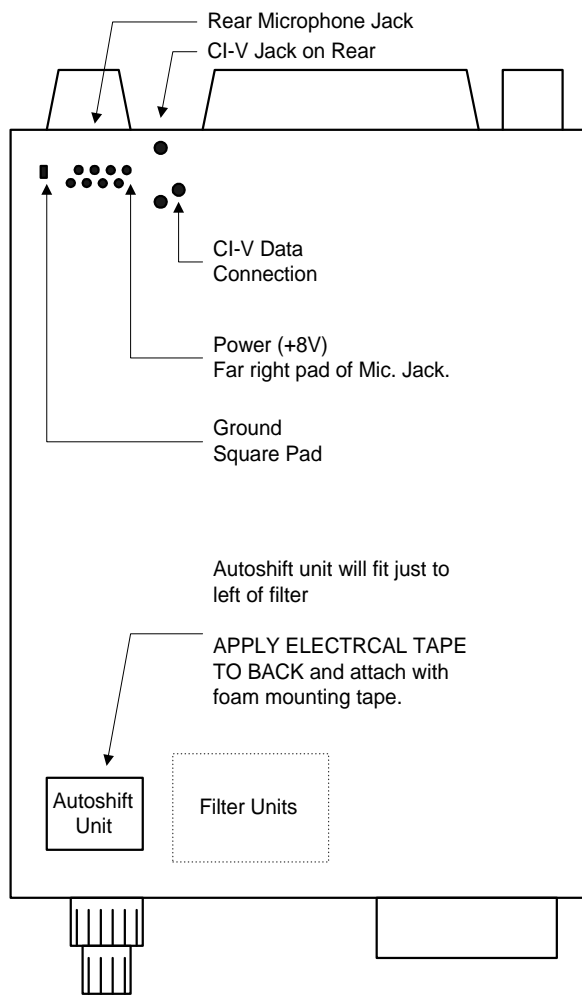 Rear Microphone Jack
CI-V Jack on Rear
CI-V Data
Connection
Power (+8V)
Far right pad of Mic. Jack.
Ground
Square Pad
Autoshift unit will fit just to
left of filter
APPLY ELECTRCAL TAPE
TO BACK and attach with
foam mounting tape.
Autoshift
Unit
Filter Units